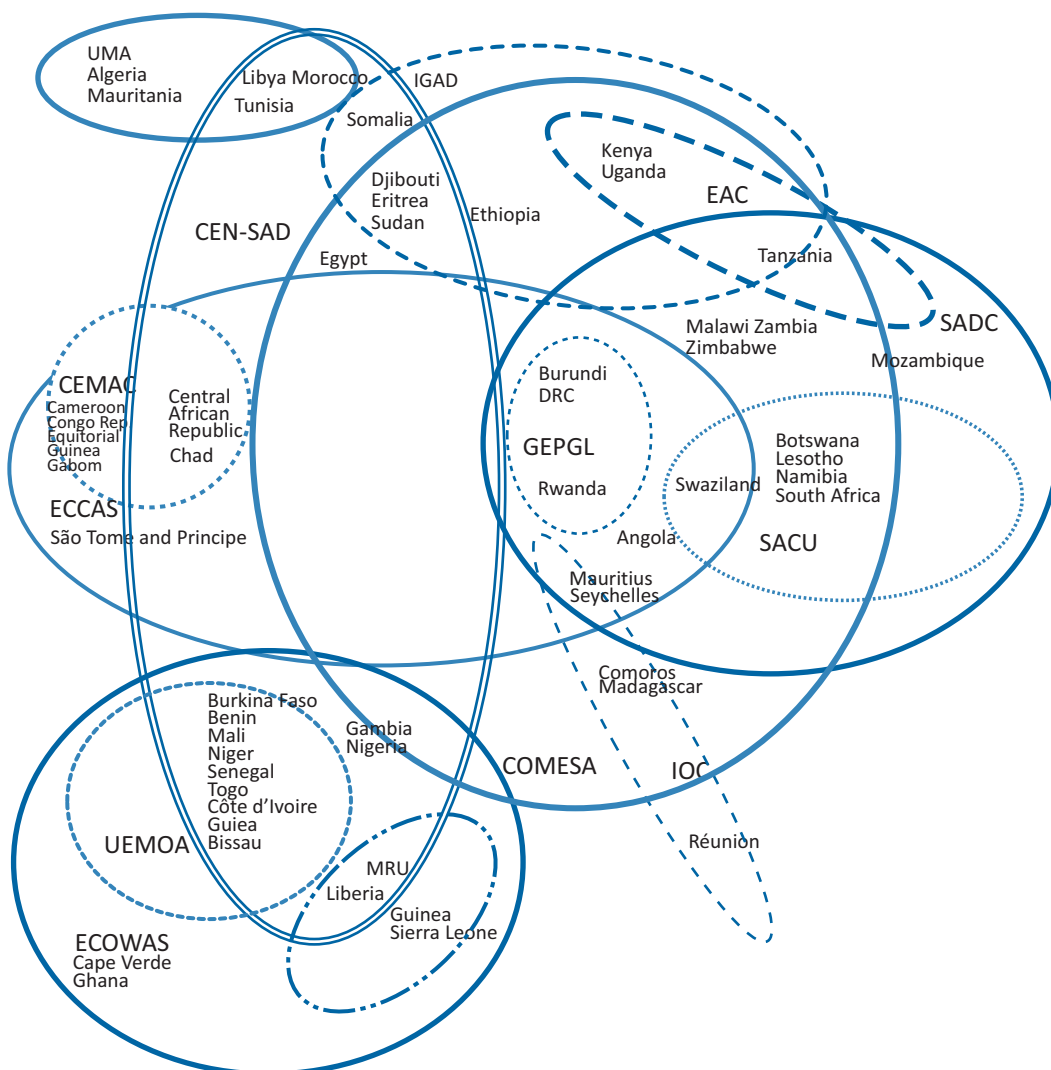 UMA
Algeria
Mauritania
Libya Morocco
Tunisia
IGAD
Somalia
Kenya
Uganda
EAC
Djibouti
Eritrea
Sudan
Ethiopia
CEN-SAD
Egypt
Tanzania
SADC
Malawi Zambia
Zimbabwe
Mozambique
CEMAC
Cameroon
Congo Rep
Equitorial
Guinea
Gabom
Central
African
Republic
Chad
Burundi
DRC
GEPGL
Rwanda
Swaziland
Botswana
Lesotho
Namibia
South Africa
SACU
ECCAS
São Tome and Principe
Angola
Mauritius
Seychelles
Comoros
Madagascar
Burkina Faso
Benin
Mali
Niger
Senegal
Togo
Côte d’Ivoire
Guiea
Bissau
Gambia
Nigeria
COMESA
IOC
UEMOA
Réunion
MRU
Liberia
Guinea
Sierra Leone
ECOWAS
Cape Verde
Ghana